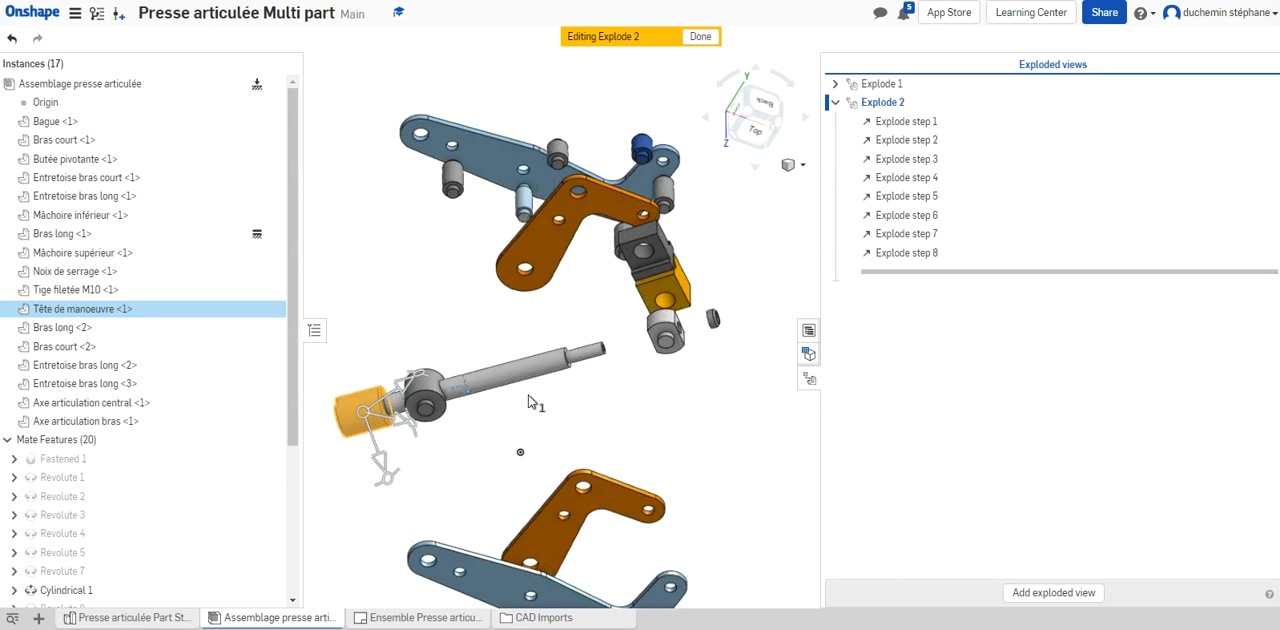 Onshape Presse articulée Multi part Main 5 App Store Learning Center Share duchemin stéphane
Editing Explode 2 Done
Instances (17)
Assemblage presse articulée
Origin
Bague <1>
Bras court <1>
Butée pivotante <1>
Entretoise bras court <1>
Entretoise bras long <1>
Mâchoire inférieur <1>
Bras long <1>
Mâchoire supérieur <1>
Noix de serrage <1>
Tige filetée M10 <1>
Tête de manoeuvre <1>
Bras long <2>
Bras court <2>
Entretoise bras long <2>
Entretoise bras long <3>
Axe articulation central <1>
Axe articulation bras <1>
Mate Features (20)
Fastened 1
Revolute 1
Revolute 2
Revolute 3
Revolute 4
Revolute 5
Revolute 7
Cylindrical 1
Y
Back
Top
Z
1
Exploded views
Explode 1
Explode 2
Explode step 1
Explode step 2
Explode step 3
Explode step 4
Explode step 5
Explode step 6
Explode step 7
Explode step 8
Add exploded view
Presse articulée Part St... Assemblage presse arti... Ensemble Presse articu... CAD Imports